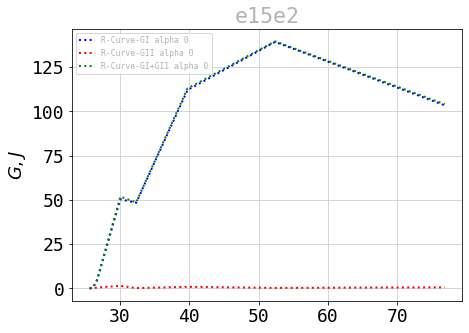 e15e2
R-Curve-GI alpha 0
R-Curve-GII alpha 0
R-Curve-GI+GII alpha 0
125
100
75
50
25
0
G, J
30 40 50 60 70